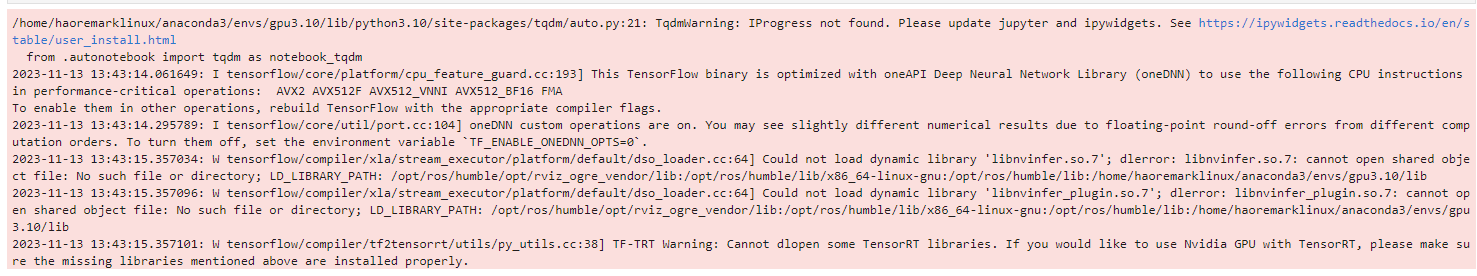 /home/haoremarklinux/anaconda3/envs/gpu3.10/lib/python3.10/site-packages/tqdm/auto.py:21: TqdmWarning: IProgress not found. Please update jupyter and ipywidgets. See https://ipywidgets.readthedocs.io/en/s
table/user_install.html
  from .autonotebook import tqdm as notebook_tqdm
2023-11-13 13:43:14.061649: I tensorflow/core/platform/cpu_feature_guard.cc:193] This TensorFlow binary is optimized with oneAPI Deep Neural Network Library (oneDNN) to use the following CPU instructions
in performance-critical operations:  AVX2 AVX512F AVX512_VNNI AVX512_BF16 FMA
To enable them in other operations, rebuild TensorFlow with the appropriate compiler flags.
2023-11-13 13:43:14.295789: I tensorflow/core/util/port.cc:104] oneDNN custom operations are on. You may see slightly different numerical results due to floating-point round-off errors from different comp
utation orders. To turn them off, set the environment variable `TF_ENABLE_ONEDNN_OPTS=0`.
2023-11-13 13:43:15.357034: W tensorflow/compiler/xla/stream_executor/platform/default/dso_loader.cc:64] Could not load dynamic library 'libnvinfer.so.7'; dlerror: libnvinfer.so.7: cannot open shared obje
ct file: No such file or directory; LD_LIBRARY_PATH: /opt/ros/humble/opt/rviz_ogre_vendor/lib:/opt/ros/humble/lib/x86_64-linux-gnu:/opt/ros/humble/lib:/home/haoremarklinux/anaconda3/envs/gpu3.10/lib
2023-11-13 13:43:15.357096: W tensorflow/compiler/xla/stream_executor/platform/default/dso_loader.cc:64] Could not load dynamic library 'libnvinfer_plugin.so.7'; dlerror: libnvinfer_plugin.so.7: cannot op
en shared object file: No such file or directory; LD_LIBRARY_PATH: /opt/ros/humble/opt/rviz_ogre_vendor/lib:/opt/ros/humble/lib/x86_64-linux-gnu:/opt/ros/humble/lib:/home/haoremarklinux/anaconda3/envs/gpu
3.10/lib
2023-11-13 13:43:15.357101: W tensorflow/compiler/tf2tensorrt/utils/py_utils.cc:38] TF-TRT Warning: Cannot dlopen some TensorRT libraries. If you would like to use Nvidia GPU with TensorRT, please make su
re the missing libraries mentioned above are installed properly.